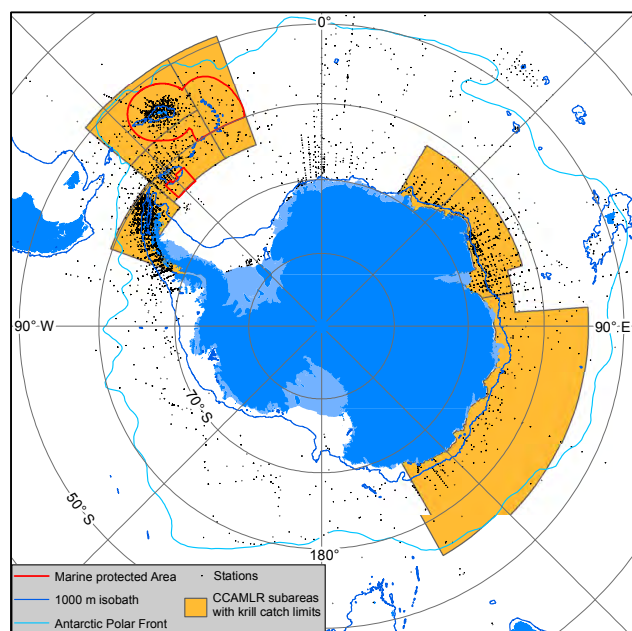 0°
90°-W
90°-E
70°-S
50°-S
180°
Marine protected Area
Stations
1000 m isobath
CCAMLR subareas
with krill catch limits
Antarctic Polar Front